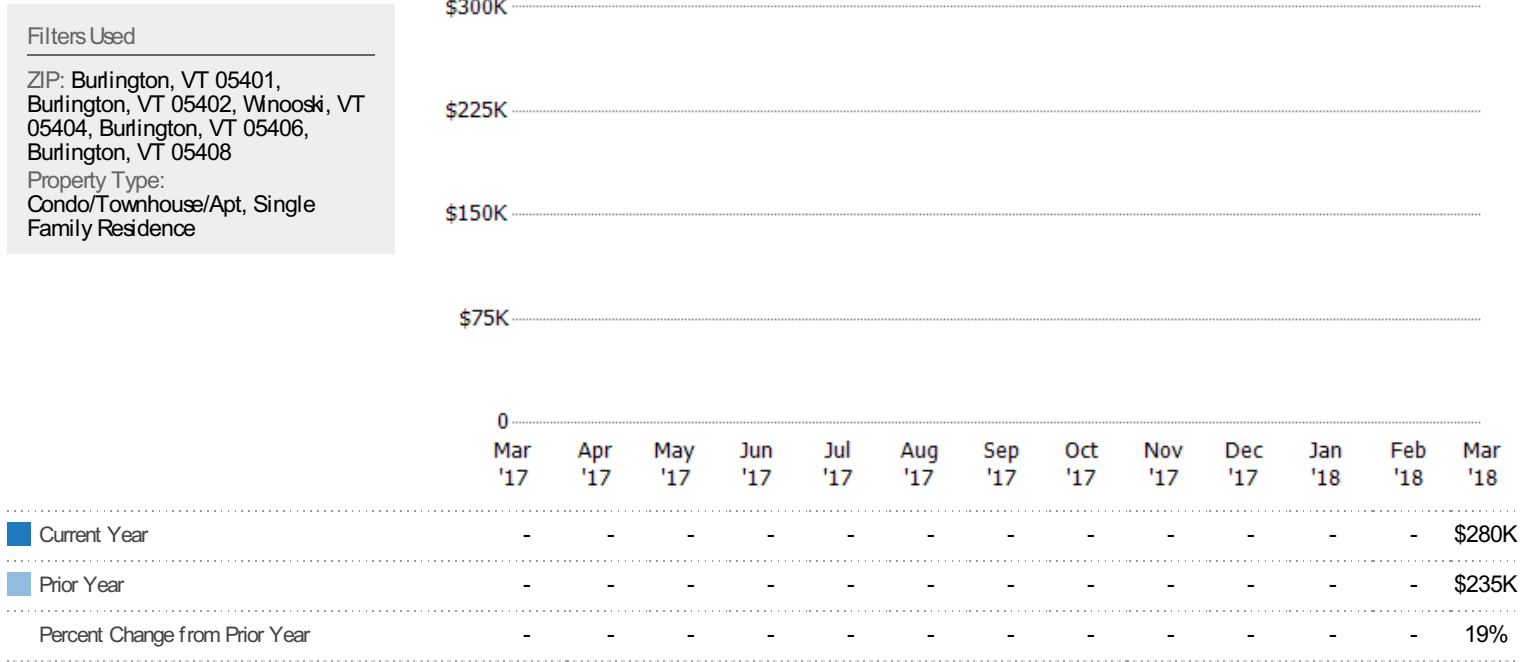 Filters Used
ZIP: Burlington, VT 05401,
Burlington, VT 05402, Winooski, VT
05404, Burlington, VT 05406,
Burlington, VT 05408
Property Type:
Condo/Townhouse/Apt, Single
Family Residence
$300K
$225K
$150K
$75K
0
Mar Apr May Jun Jul Aug Sep Oct Nov Dec Jan Feb Mar
'17 '17 '17 '17 '17 '17 '17 '17 '17 '17 '18 '18 '18
Current Year - - - - - - - - - - - - $280K
Prior Year - - - - - - - - - - - - $235K
Percent Change from Prior Year - - - - - - - - - - - - 19%